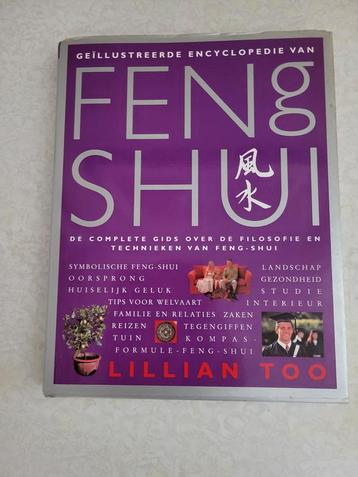 GEÏLLUSTREERDE ENCYCLOPEDIE VAN
FENG
SHUI
風水
DE COMPLETE GIDS OVER DE FILOSOFIE EN
TECHNIEKEN VAN FENG-SHUI
SYMBOLISCHE FENG-SHUI LANDSCHAP
OORSPRONG GEZONDHEID
HUISELIJK GELUK STUDIE
TIPS VOOR WELVAART INTERIEUR
FAMILIE EN RELATIES ZAKEN
REIZEN TEGENGIFFEN
TUIN KOMPAS-
FORMULE-FENG-SHUI
LILLIAN TOO